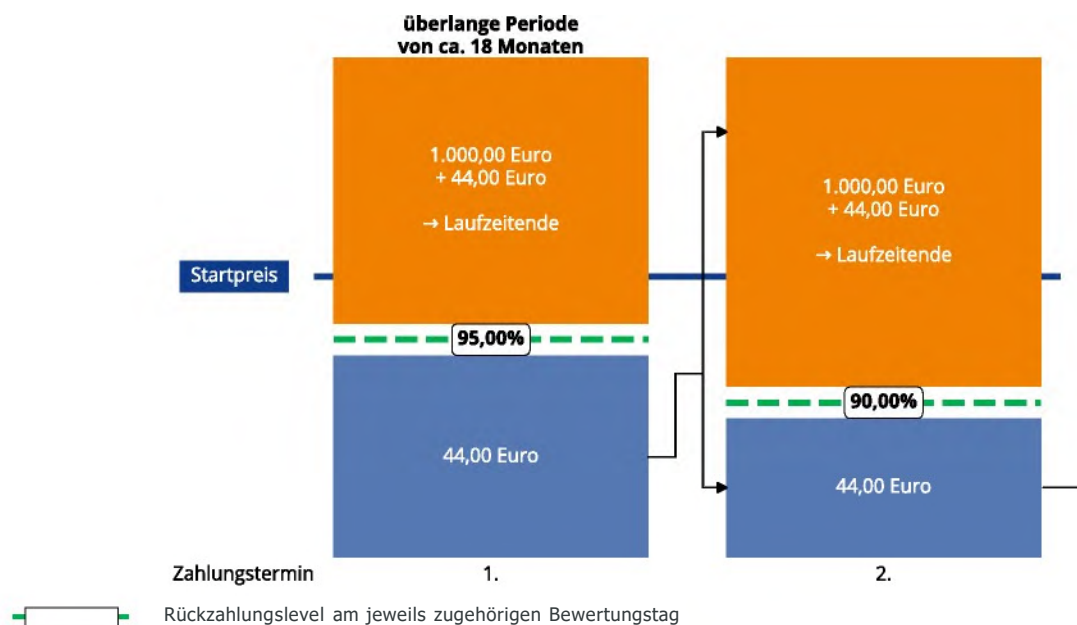 überlange Periode
von ca. 18 Monaten
1.000,00 Euro
+ 44,00 Euro
→ Laufzeitende
1.000,00 Euro
+ 44,00 Euro
→ Laufzeitende
Startpreis
95,00%
90,00%
44,00 Euro
44,00 Euro
Zahlungstermin
1.
2.
Rückzahlungslevel am jeweils zugehörigen Bewertungstag